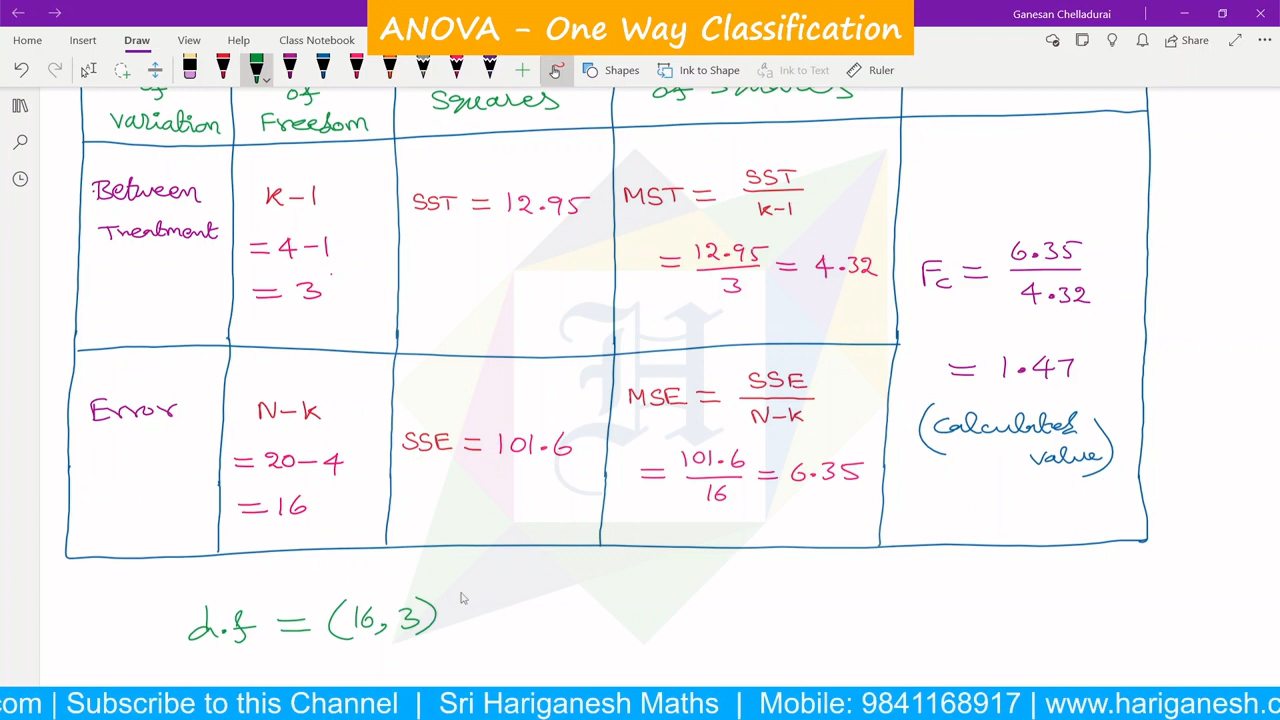 Ganesan Chelladurai
ANOVA - One Way Classification
Home Insert Draw View Help Class Notebook
Share
Shapes Ink to Shape Ink to Text Ruler
of
variation
of
Freedom
Squares
of Squares
Between
Treatment
K-1
= 4-1
= 3
SST = 12.95
MST = SST/K-1
= 12.95/3 = 4.32
Fc = 6.35/4.32
= 1.47
(calculated
value)
Error
N-K
= 20-4
= 16
SSE = 101.6
MSE = SSE/N-K
= 101.6/16 = 6.35
d.f = (16, 3)
com | Subscribe to this Channel | Sri Hariganesh Maths | Mobile: 9841168917 | www.hariganesh.c